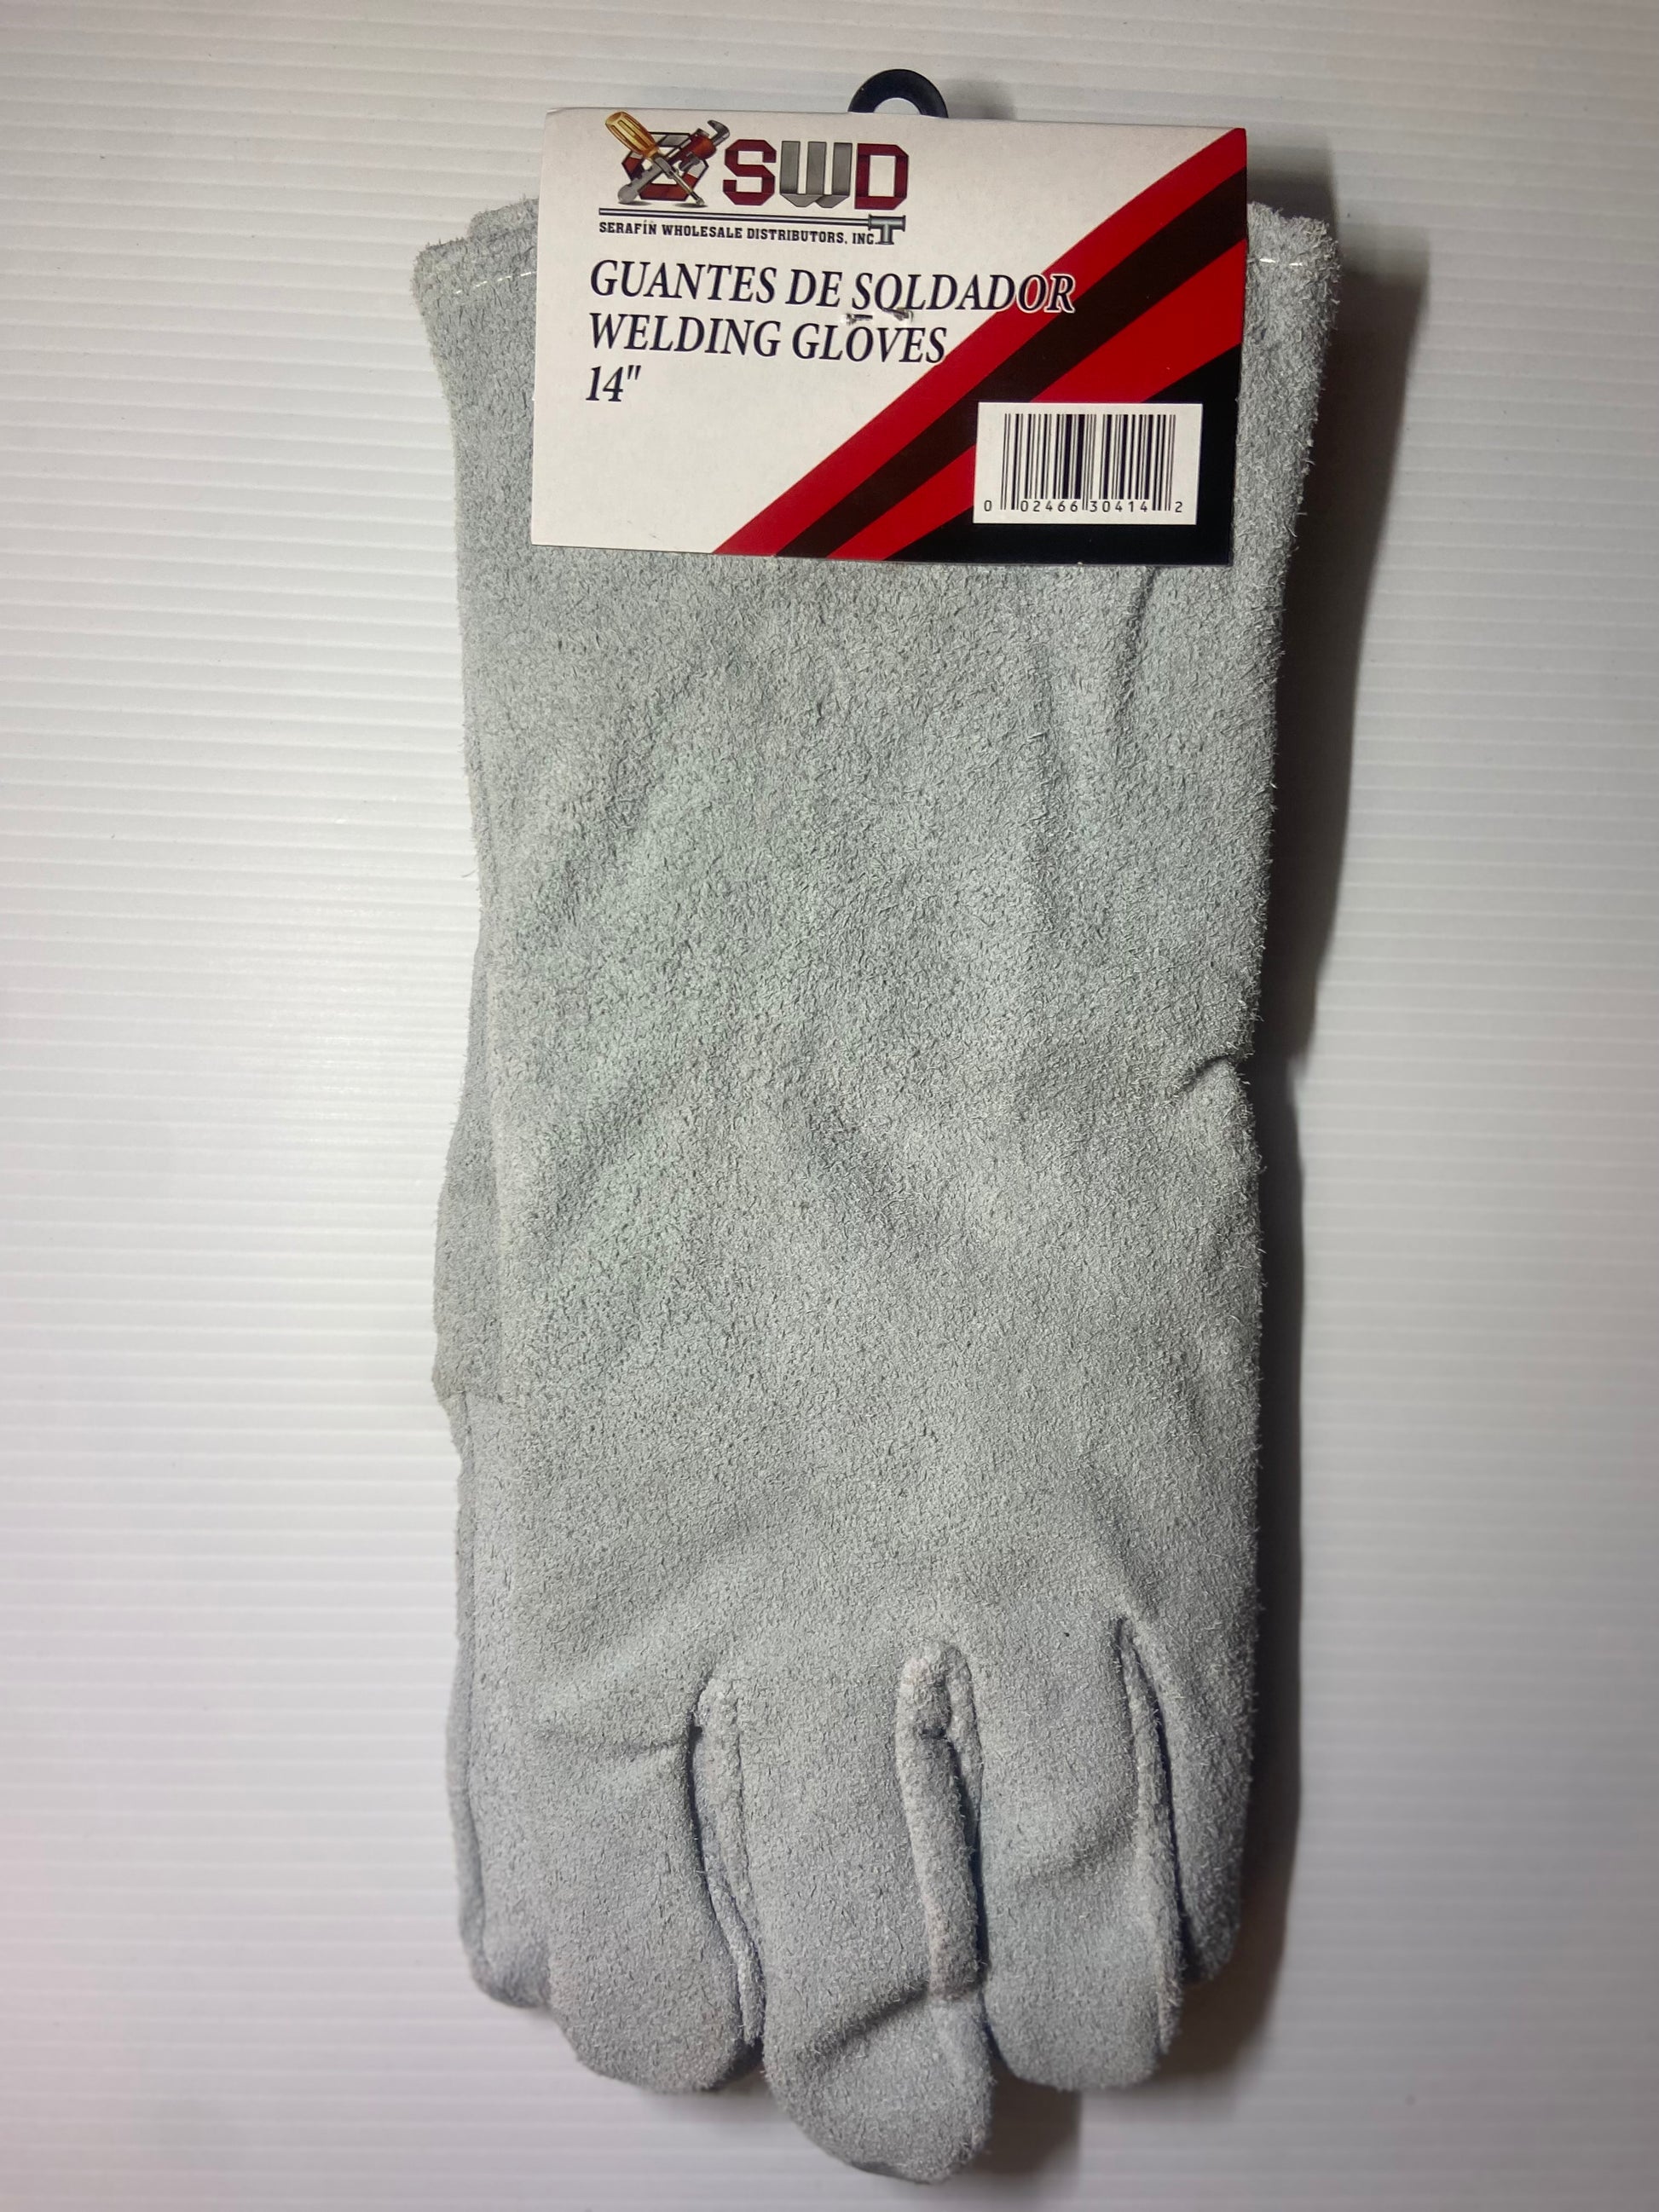 SWD
SERAFÍN WHOLESALE DISTRIBUTORS, INC.
GUANTES DE SOLDADOR
WELDING GLOVES
14"
0 02466 30414 2